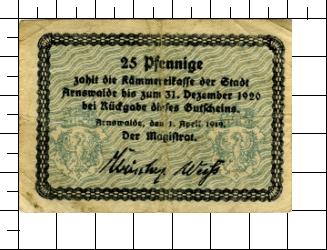 25 Pfennige
zahlt die Kämmereikasse der Stadt
Arnswalde bis zum 31. Dezember 1920
bei Rückgabe dieses Gutscheins.
Arnswalde, den 1. April 1919.
Der Magistrat.